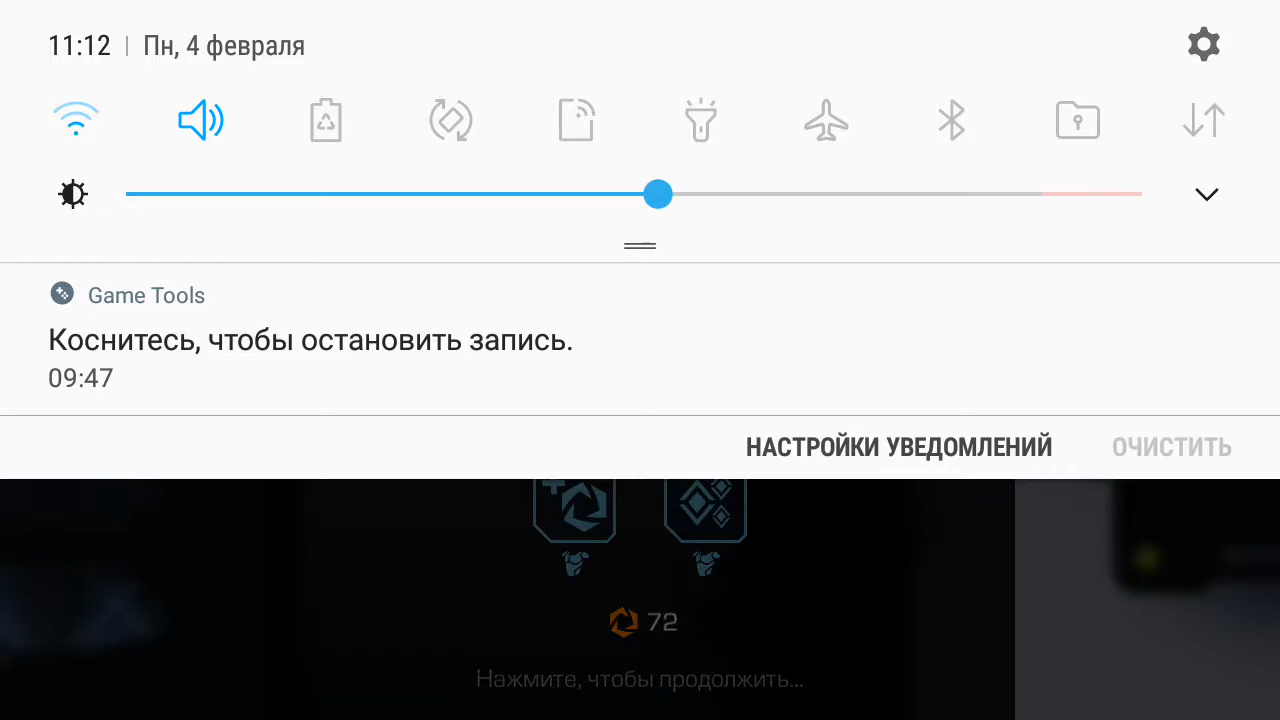 11:12 | Пн, 4 февраля
Game Tools
Коснитесь, чтобы остановить запись.
09:47
НАСТРОЙКИ УВЕДОМЛЕНИЙ ОЧИСТИТЬ
72
Нажмите, чтобы продолжить...